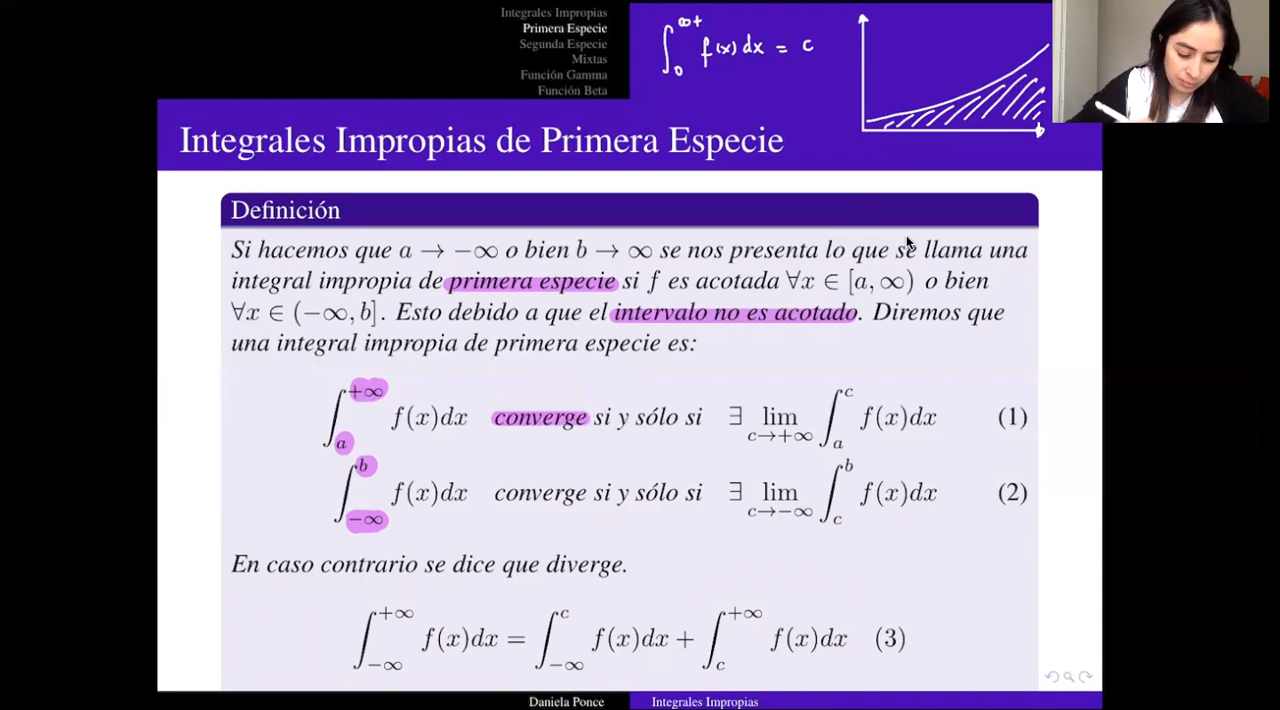 Integrales Impropias
Primera Especie
Segunda Especie
Mixtas
Función Gamma
Función Beta
∫₀^∞+ f(x) dx = c
Integrales Impropias de Primera Especie
Definición
Si hacemos que a → −∞ o bien b → ∞ se nos presenta lo que se llama una
integral impropia de primera especie si f es acotada ∀x ∈ [a, ∞) o bien
∀x ∈ (−∞, b]. Esto debido a que el intervalo no es acotado. Diremos que
una integral impropia de primera especie es:
∫_a^{+∞} f(x)dx converge si y sólo si ∃ lim_{c→+∞} ∫_a^c f(x)dx (1)
∫_{−∞}^b f(x)dx converge si y sólo si ∃ lim_{c→−∞} ∫_c^b f(x)dx (2)
En caso contrario se dice que diverge.
∫_{−∞}^{+∞} f(x)dx = ∫_{−∞}^c f(x)dx + ∫_c^{+∞} f(x)dx (3)
Daniela Ponce Integrales Impropias